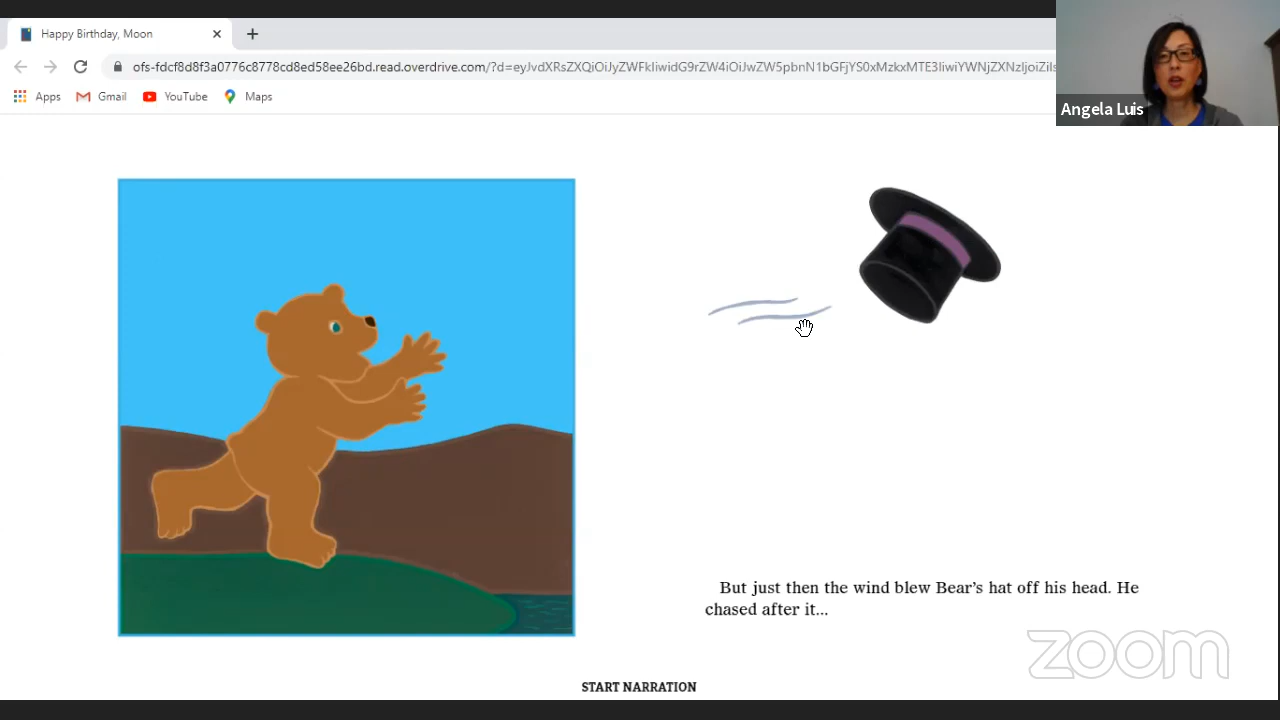 Happy Birthday, Moon
ofs-fdcf8d8f3a0776c8778cd8ed58ee26bd.read.overdrive.com/?d=
Apps Gmail YouTube Maps
Angela Luis
But just then the wind blew Bear's hat off his head. He
chased after it...
zoom
START NARRATION